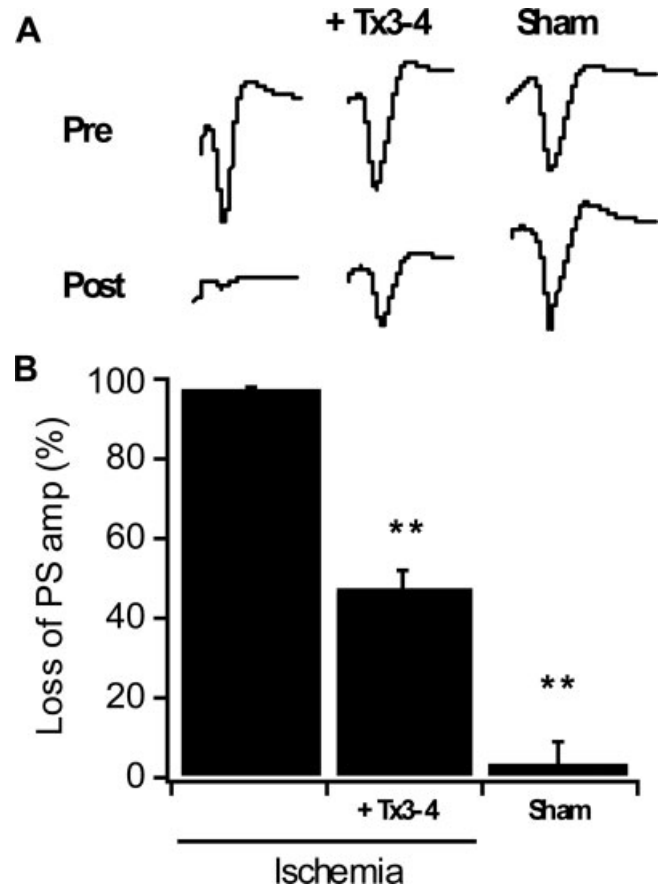 A
+ Tx3-4 Sham
Pre
Post
B
Loss of PS amp (%)
100
80
60
40
20
0
**
**
+ Tx3-4 Sham
Ischemia